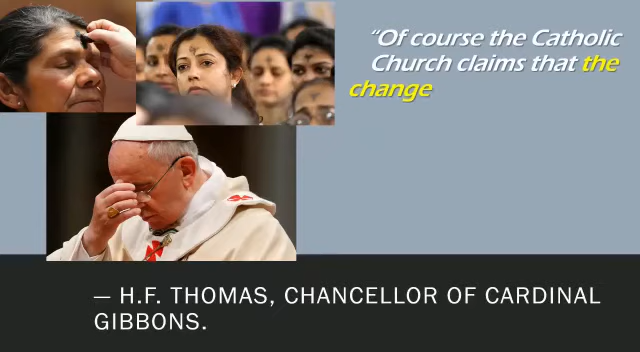 “Of course the Catholic
Church claims that the
change
— H.F. THOMAS, CHANCELLOR OF CARDINAL
GIBBONS.